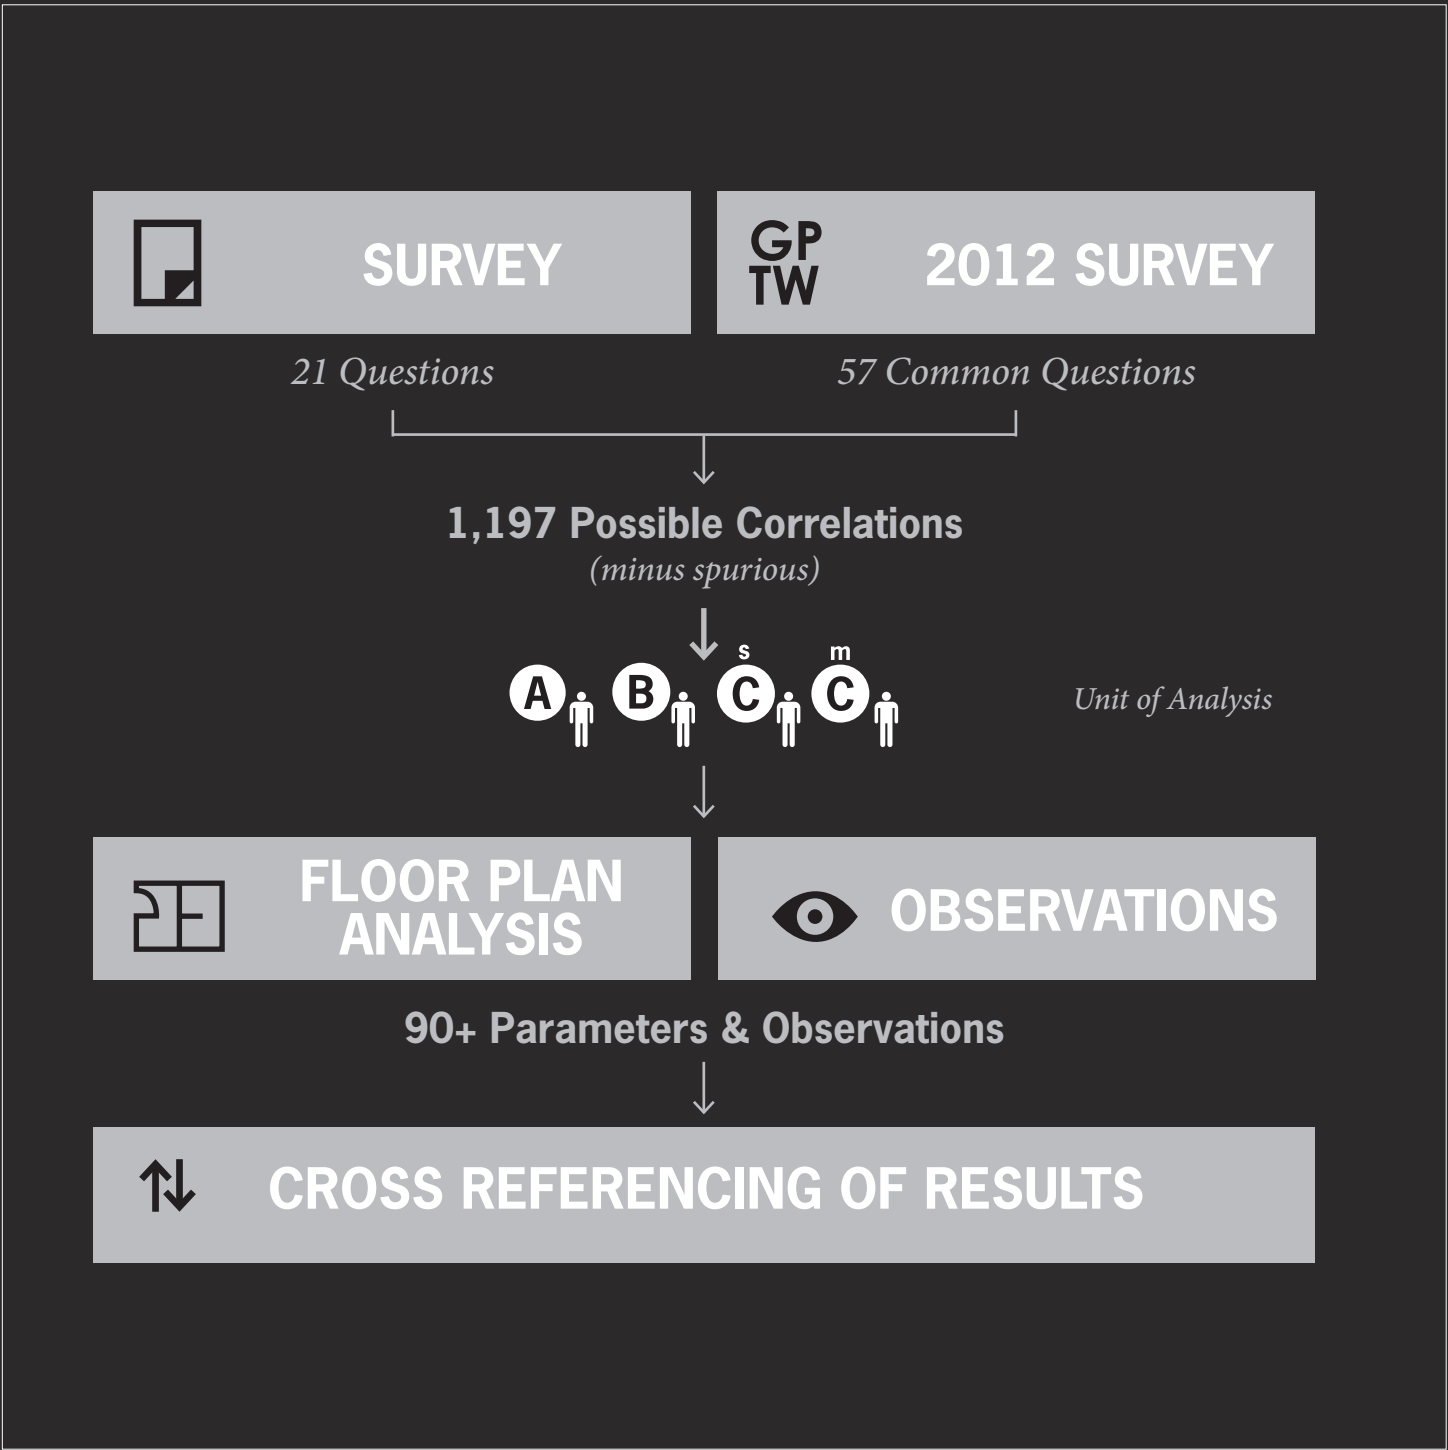 SURVEY
GP
TW
2012 SURVEY
21 Questions
57 Common Questions
1,197 Possible Correlations
(minus spurious)
s
m
A
B
C
C
Unit of Analysis
FLOOR PLAN
ANALYSIS
OBSERVATIONS
90+ Parameters & Observations
CROSS REFERENCING OF RESULTS